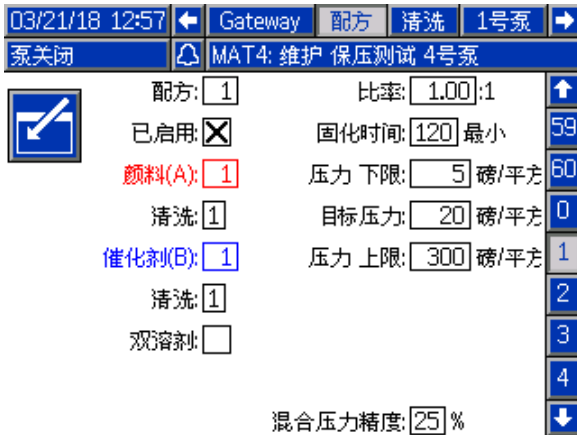 03/21/18 12:57 Gateway 配方 清洗 1号泵
泵关闭 MAT4: 维护 保压测试 4号泵
配方: 1 比率: 1.00:1
已启用: 固化时间: 120 最小 59
颜料(A): 1 压力 下限: 5 磅/平方 60
清洗: 1 目标压力: 20 磅/平方 0
催化剂(B): 1 压力 上限: 300 磅/平方 1
清洗: 1 2
双溶剂: 3
4
混合压力精度: 25 %